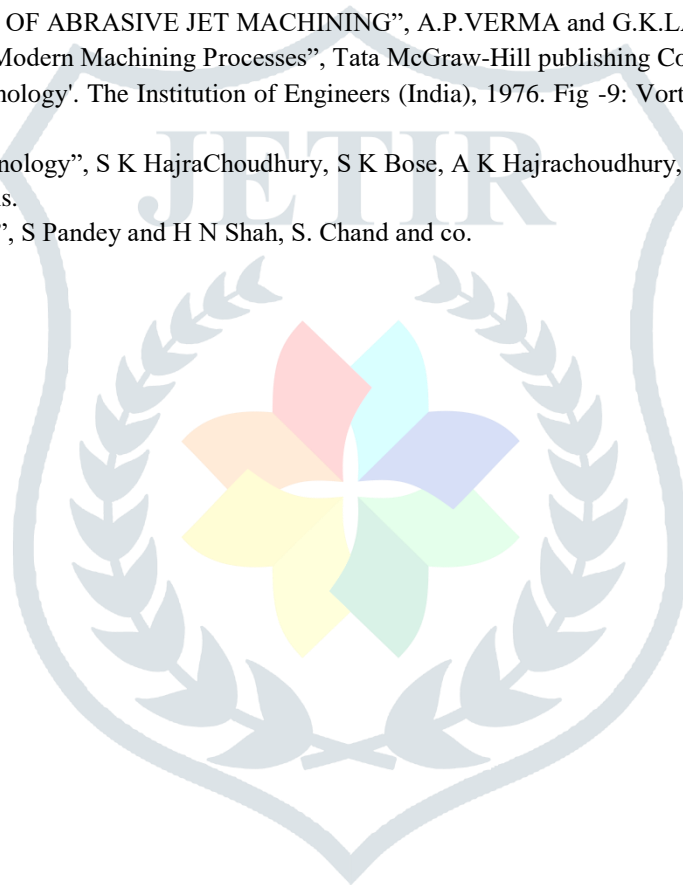 OF ABRASIVE JET MACHINING”, A.P.VERMA and G.K.LA
Modern Machining Processes”, Tata McGraw-Hill publishing Co
nology'. The Institution of Engineers (India), 1976. Fig -9: Vort
nology”, S K HajraChoudhury, S K Bose, A K Hajrachoudhury,
s.
”, S Pandey and H N Shah, S. Chand and co.
JETIR